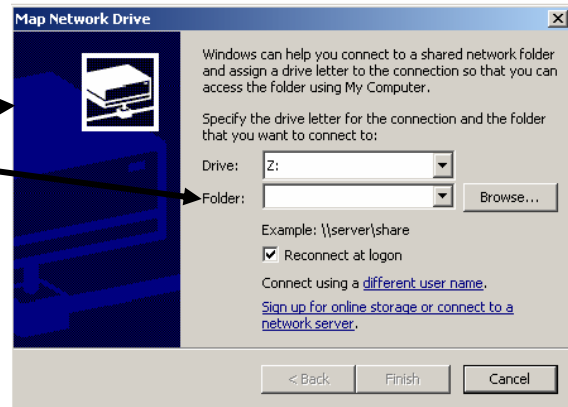 Map Network Drive
Windows can help you connect to a shared network folder
and assign a drive letter to the connection so that you can
access the folder using My Computer.
Specify the drive letter for the connection and the folder
that you want to connect to:
Drive: Z:
Folder: Browse...
Example: \\server\share
Reconnect at logon
Connect using a different user name.
Sign up for online storage or connect to a
network server.
< Back Finish Cancel